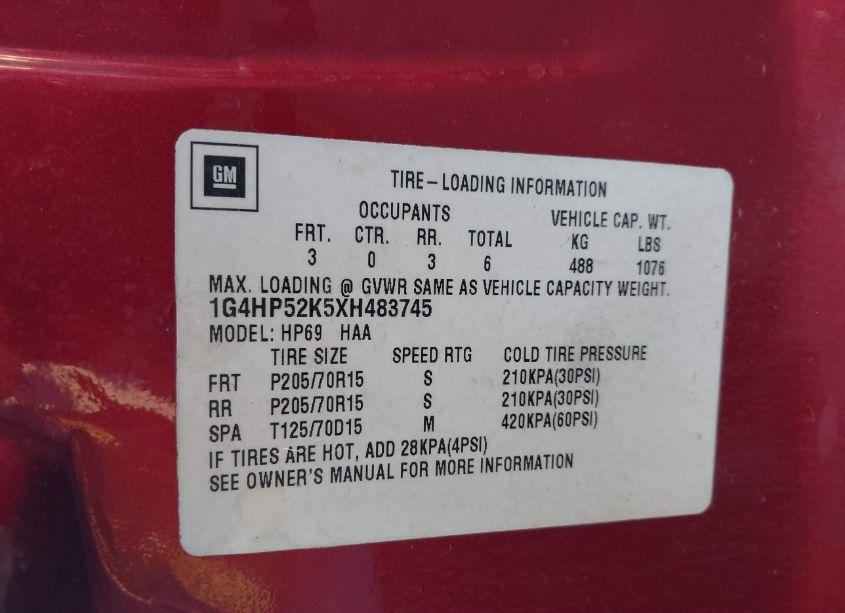 GM
TIRE-LOADING INFORMATION
OCCUPANTS VEHICLE CAP. WT.
FRT. CTR. RR. TOTAL KG LBS
3 0 3 6 488 1076
MAX. LOADING @ GVWR SAME AS VEHICLE CAPACITY WEIGHT.
1G4HP52K5XH483745
MODEL: HP69 HAA
TIRE SIZE SPEED RTG COLD TIRE PRESSURE
FRT P205/70R15 S 210KPA(30PSI)
RR P205/70R15 S 210KPA(30PSI)
SPA T125/70D15 M 420KPA(60PSI)
IF TIRES ARE HOT, ADD 28KPA(4PSI)
SEE OWNER'S MANUAL FOR MORE INFORMATION